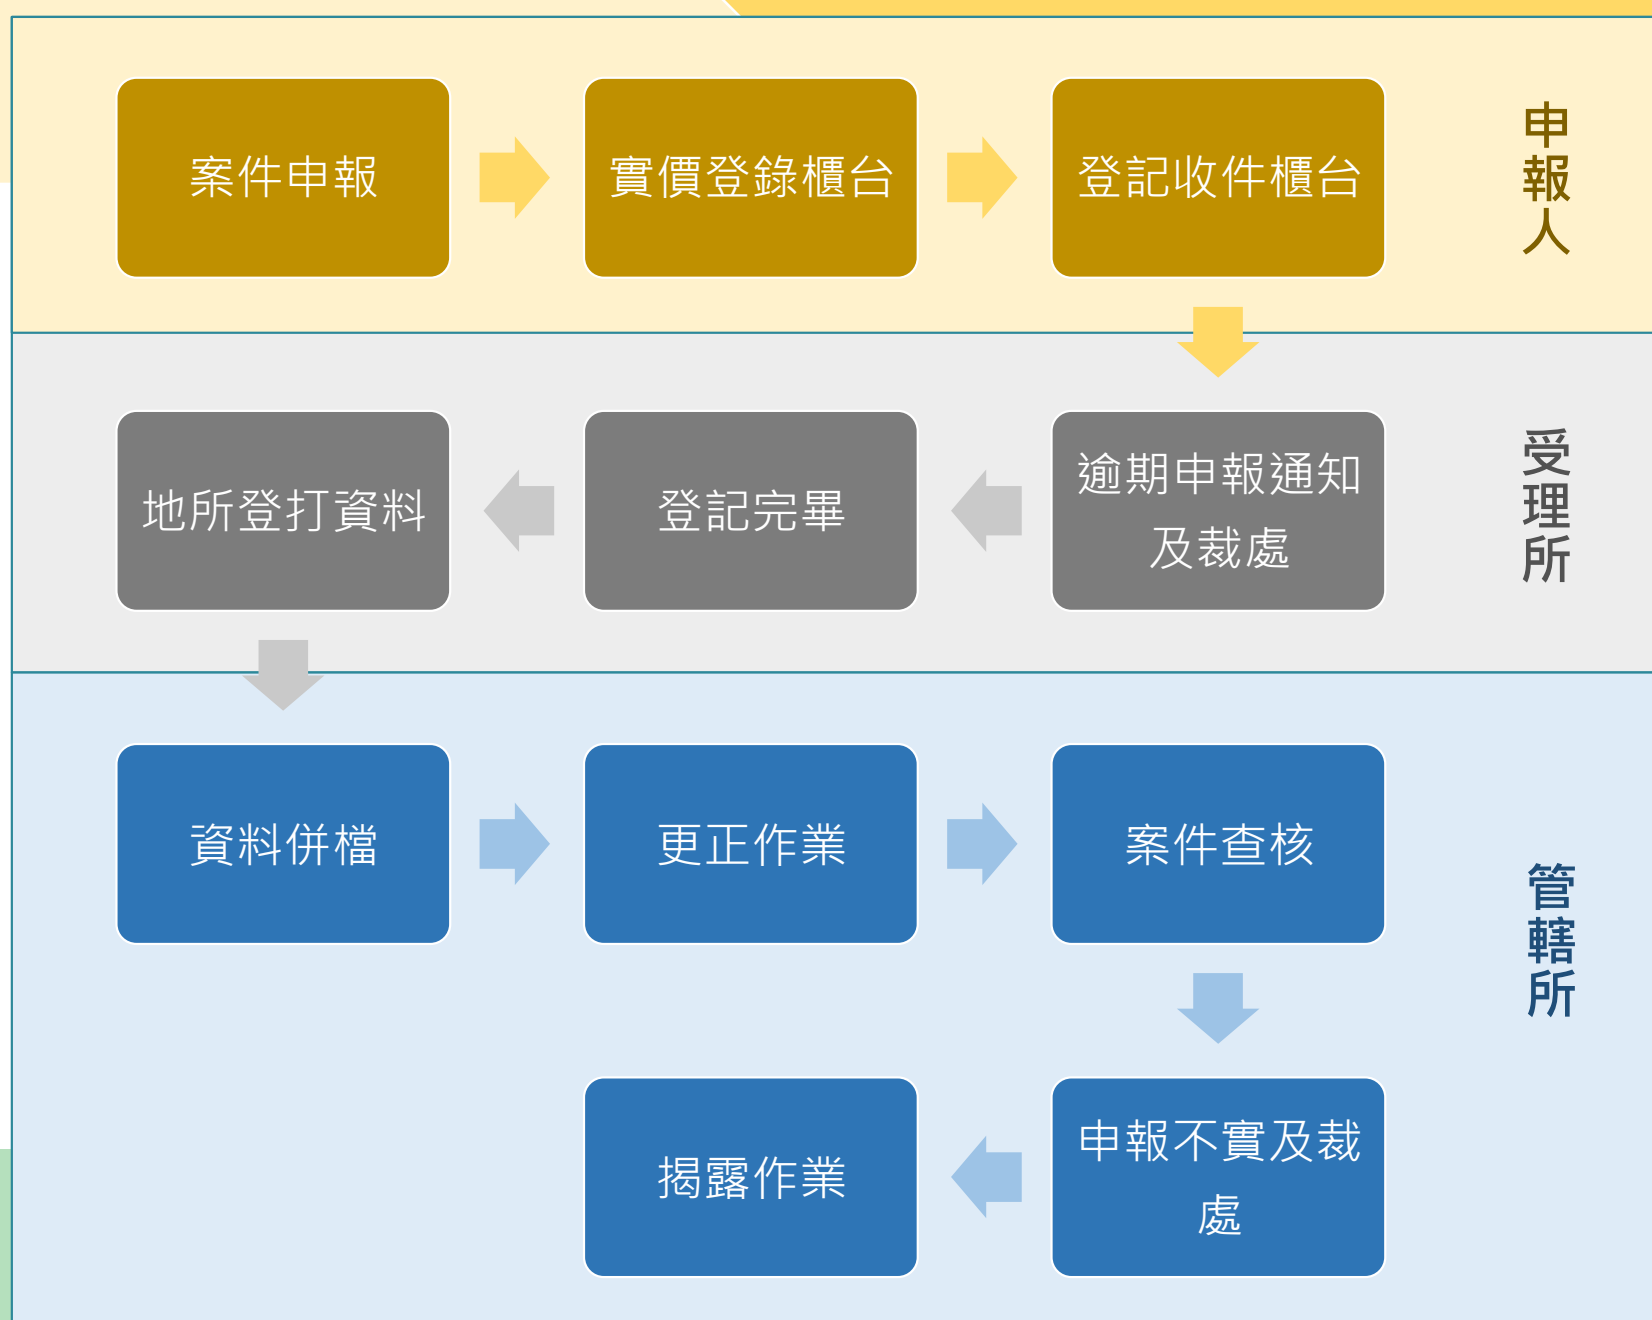 案件申報
實價登錄櫃台
登記收件櫃台
申報人
逾期申報通知
及裁處
登記完畢
地所登打資料
受理所
資料併檔
更正作業
案件查核
管轄所
申報不實及裁
處
揭露作業